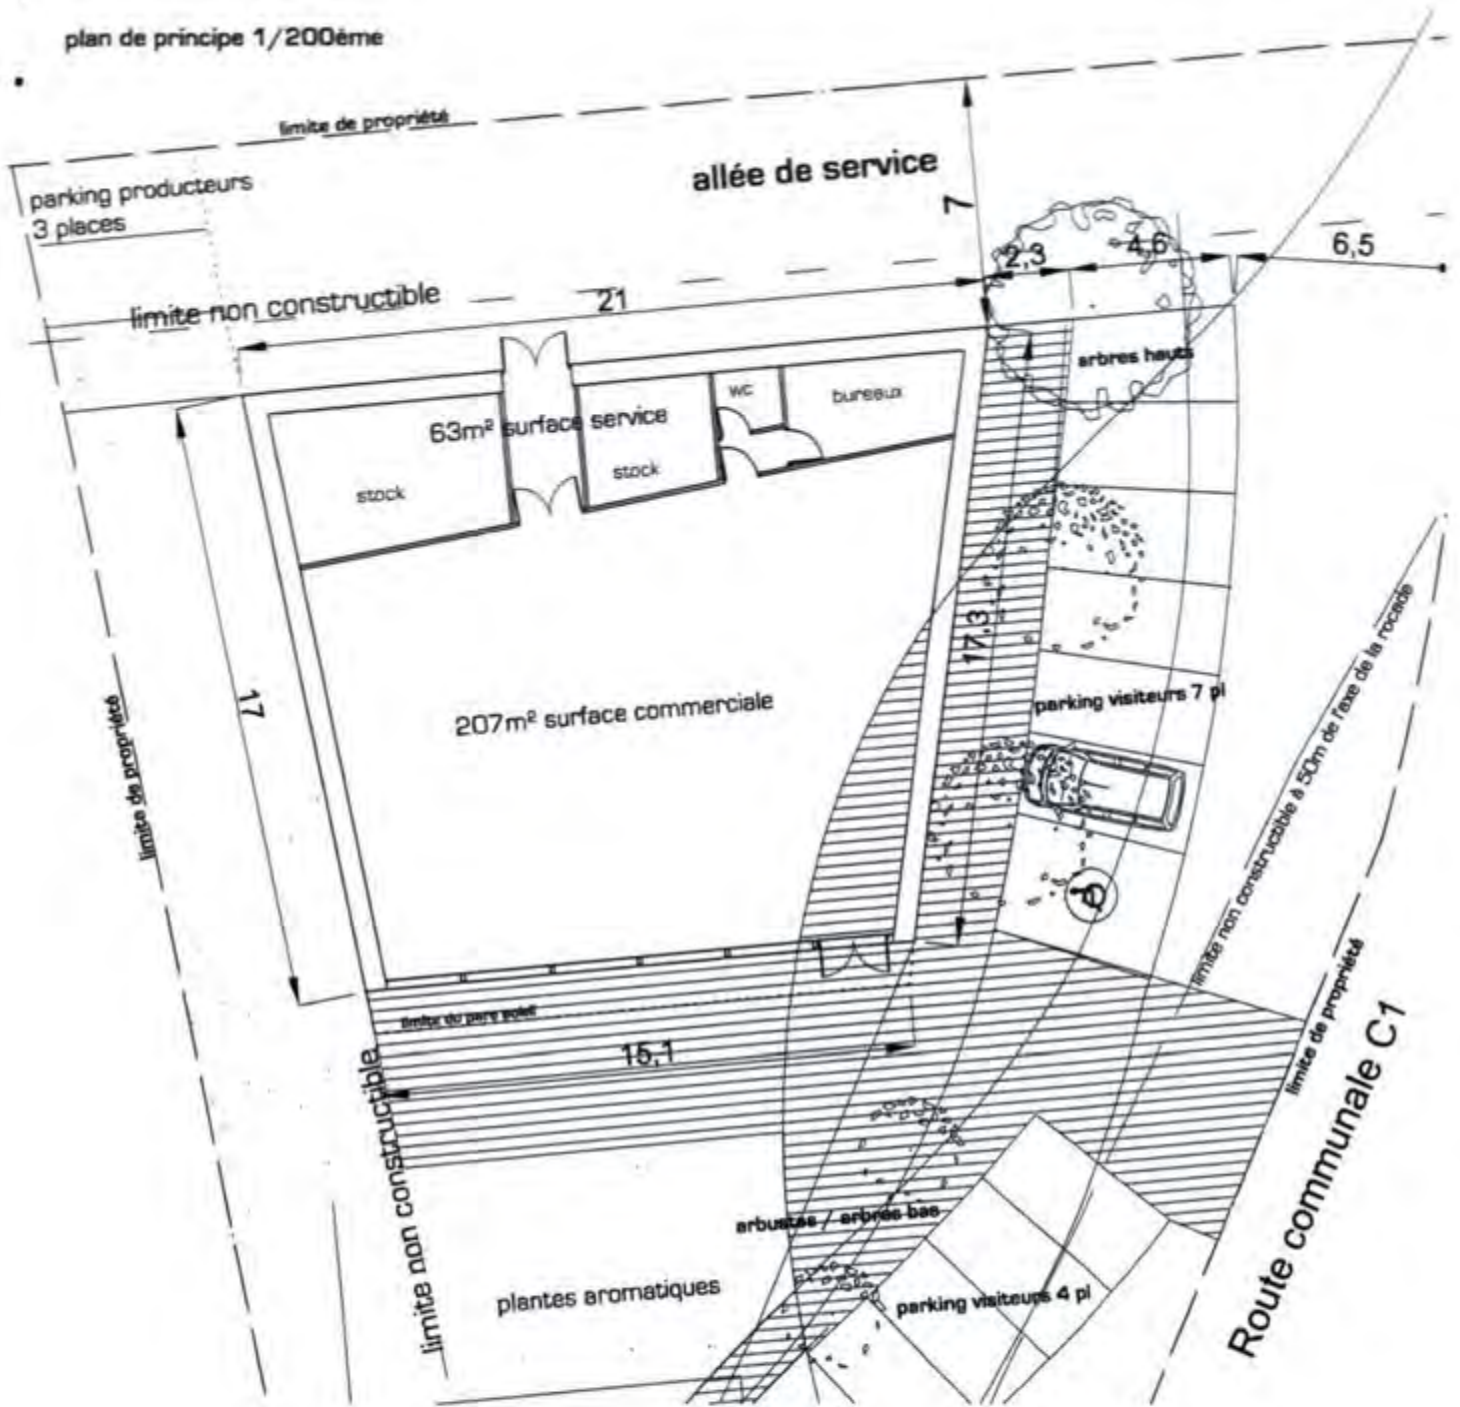 plan de principe 1/200ème
limite de propriété
allée de service
parking producteurs
3 places
7
2,3
4,6
6,5
limite non constructible
21
arbres hauts
wc
bureaux
63m² surface service
stock
stock
17,3
17
207m² surface commerciale
parking visiteurs 7 pl
limite de propriété
limite non constructible à 50m de l'axe de la rocade
limite de propriété
limite du pare soleil
15,1
limite non constructible
Route communale C1
arbustes / arbres bas
plantes aromatiques
parking visiteurs 4 pl